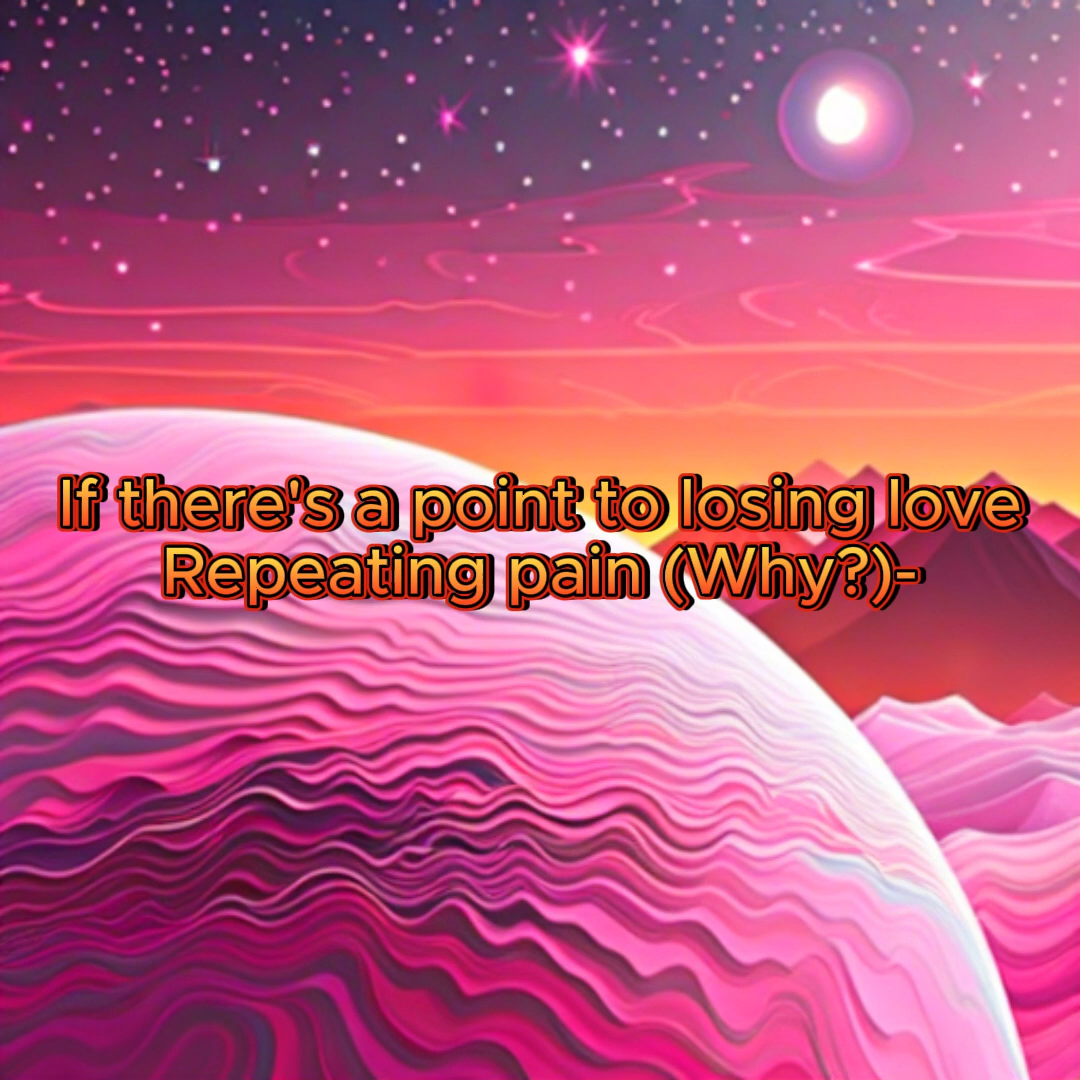 If there's a point to losing love
Repeating pain (Why?)-